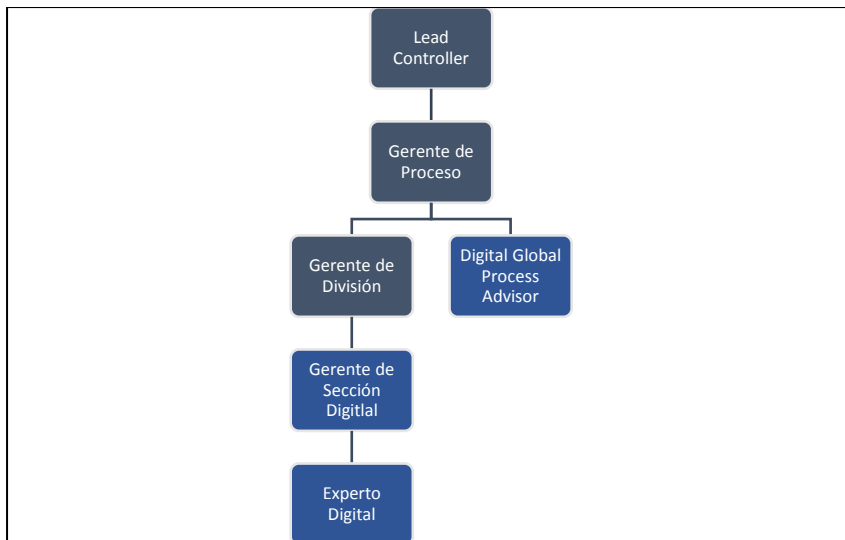 Lead
Controller
Gerente de
Proceso
Gerente de
División
Digital Global
Process
Advisor
Gerente de
Sección
Digitlal
Experto
Digital